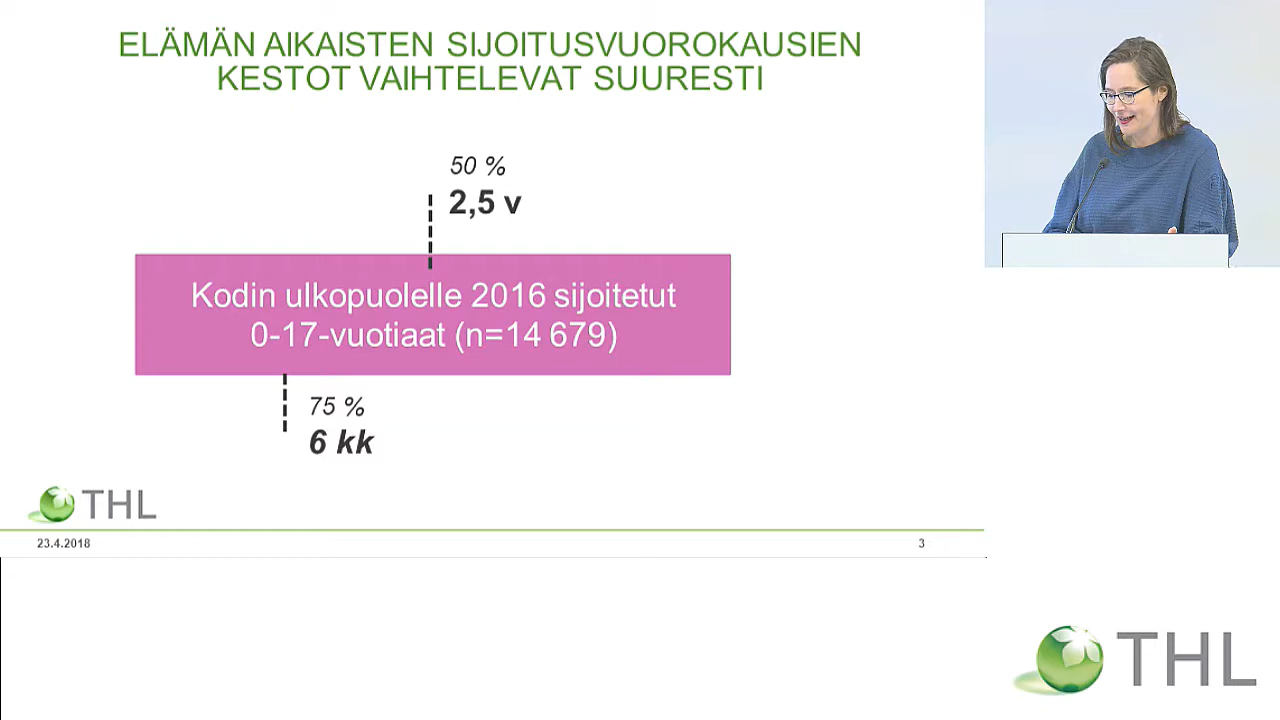 ELÄMÄN AIKAISTEN SIJOITUSVUOROKAUSIEN
KESTOT VAIHTELEVAT SUURESTI
50 %
2,5 v
Kodin ulkopuolelle 2016 sijoitetut
0-17-vuotiaat (n=14 679)
75 %
6 kk
THL
23.4.2018
3
THL